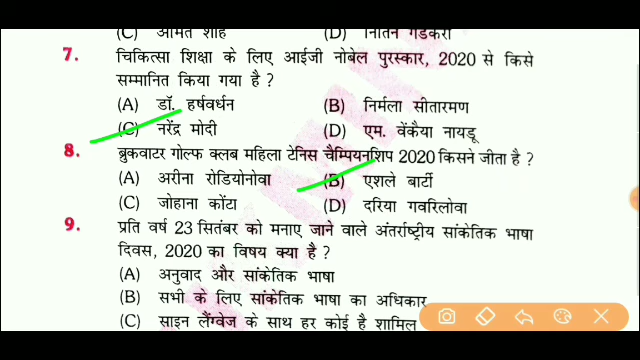 (C) अमित शाह (D) नितिन गडकरी
7. चिकित्सा शिक्षा के लिए आईजी नोबेल पुरस्कार, 2020 से किसे
सम्मानित किया गया है ?
(A) डॉ. हर्षवर्धन (B) निर्मला सीतारमण
(C) नरेंद्र मोदी (D) एम. वेंकैया नायडू
8. ब्रुकवाटर गोल्फ क्लब महिला टेनिस चैम्पियनशिप 2020 किसने जीता है ?
(A) अरीना रोडियोनोवा (B) एशले बार्टी
(C) जोहाना कोंटा (D) दरिया गवरिलोवा
9. प्रति वर्ष 23 सितंबर को मनाए जाने वाले अंतर्राष्ट्रीय सांकेतिक भाषा
दिवस, 2020 का विषय क्या है ?
(A) अनुवाद और सांकेतिक भाषा
(B) सभी के लिए सांकेतिक भाषा का अधिकार
(C) साइन लैंग्वेज के साथ हर कोई है शामिल